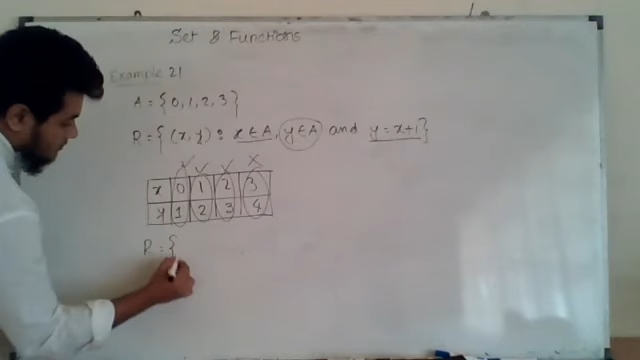 Set & Functions
Example 21
A = {0, 1, 2, 3}
R = {(x, y) : x ∈ A, y ∈ A and y = x+1}
x 0 1 2 3
y 1 2 3 4
R = {